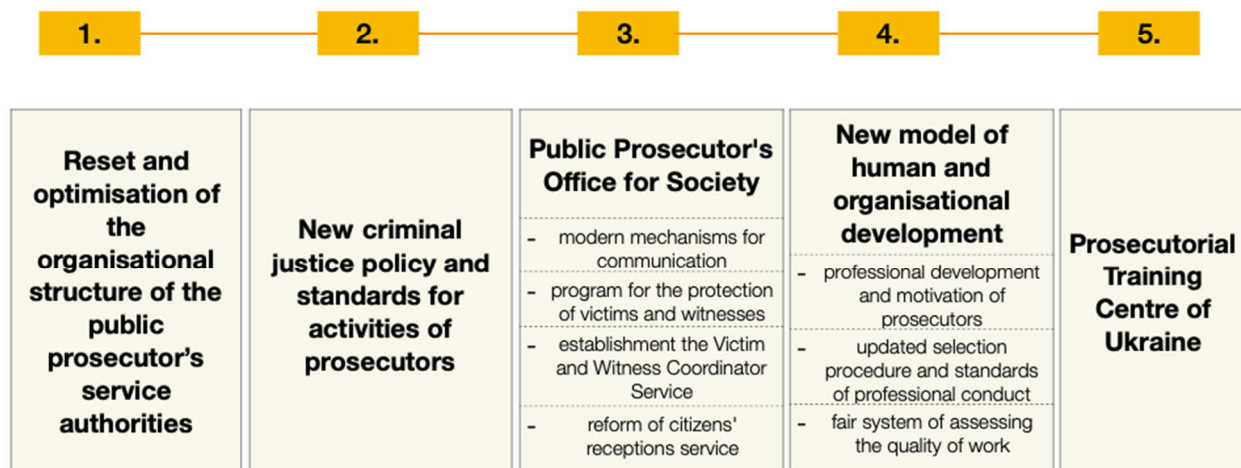 1.
2.
3.
4.
5.
Reset and
optimisation of
the
organisational
structure of the
public
prosecutor’s
service
authorities
New criminal
justice policy and
standards for
activities of
prosecutors
Public Prosecutor's
Office for Society
- modern mechanisms for
communication
- program for the protection
of victims and witnesses
- establishment the Victim
and Witness Coordinator
Service
- reform of citizens'
receptions service
New model of
human and
organisational
development
- professional development
and motivation of
prosecutors
- updated selection
procedure and standards
of professional conduct
- fair system of assessing
the quality of work
Prosecutorial
Training
Centre of
Ukraine